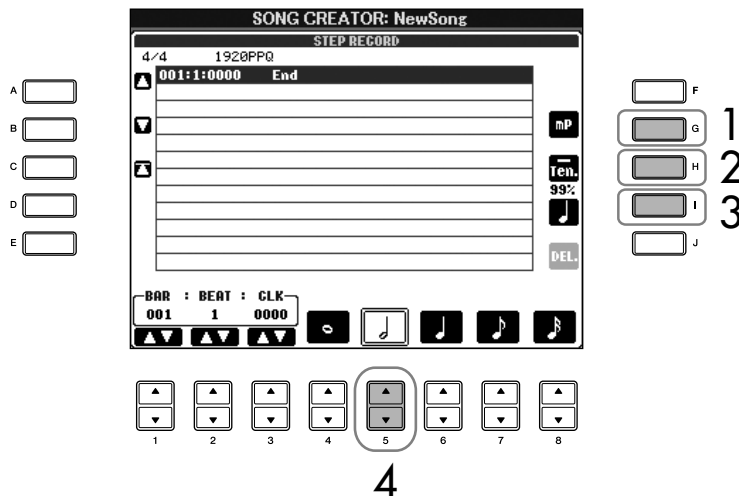 SONG CREATOR: NewSong
STEP RECORD
4/4 1920PPQ
001:1:0000 End
A
B
C
D
E
F
G
H
I
J
1
2
3
mP
Ten.
99%
DEL.
BAR : BEAT : CLK
001 1 0000
1 2 3 4 5 6 7 8
4